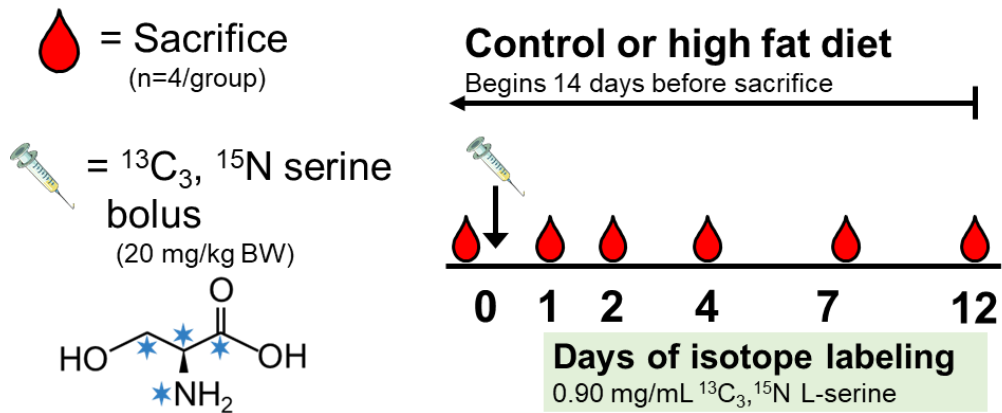 = Sacrifice
(n=4/group)
= ¹³C₃, ¹⁵N serine
bolus
(20 mg/kg BW)
O
HO
OH
NH₂
Control or high fat diet
Begins 14 days before sacrifice
0 1 2 4 7 12
Days of isotope labeling
0.90 mg/mL ¹³C₃,¹⁵N L-serine